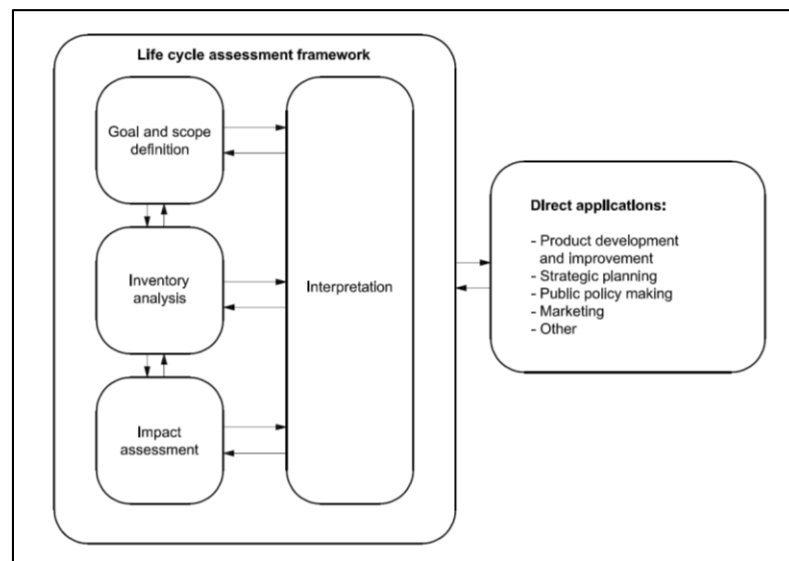 Life cycle assessment framework
Goal and scope
definition
Inventory
analysis
Impact
assessment
Interpretation
Direct applications:
- Product development
and improvement
- Strategic planning
- Public policy making
- Marketing
- Other